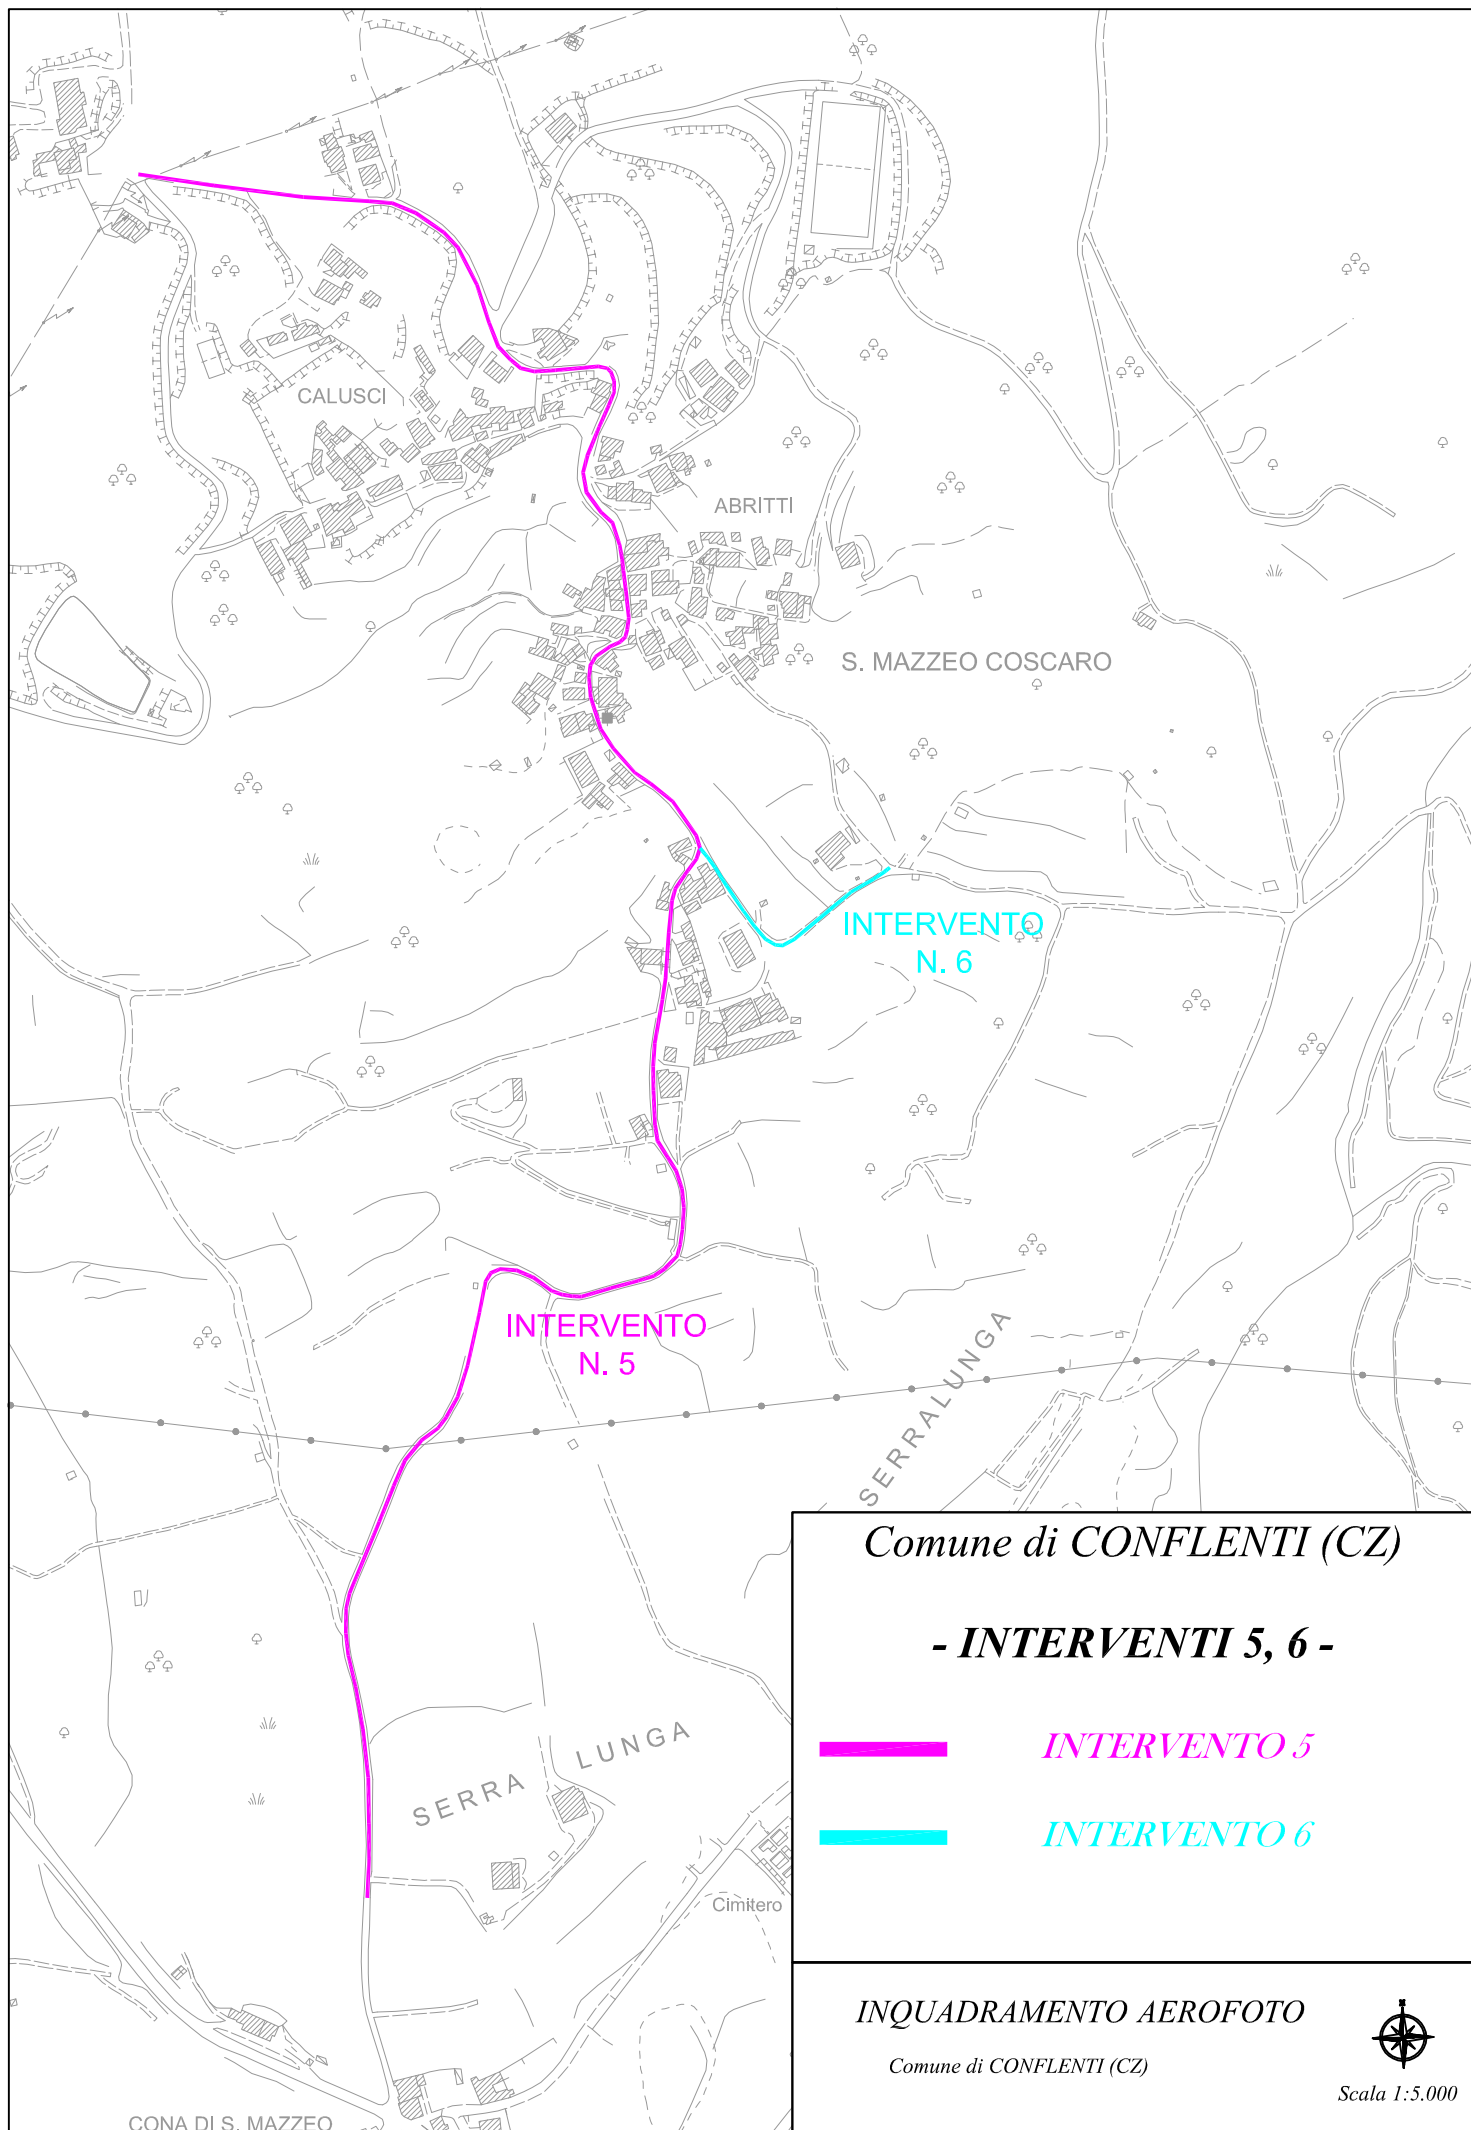 CALUSCI
ABRITTI
S. MAZZEO COSCARO
INTERVENTO
N. 6
INTERVENTO
N. 5
SERRALUNGA
SERRA LUNGA
Cimitero
CONA DI S. MAZZEO
Comune di CONFLENTI (CZ)
- INTERVENTI 5, 6 -
INTERVENTO 5
INTERVENTO 6
INQUADRAMENTO AEROFOTO
Comune di CONFLENTI (CZ)
Scala 1:5.000